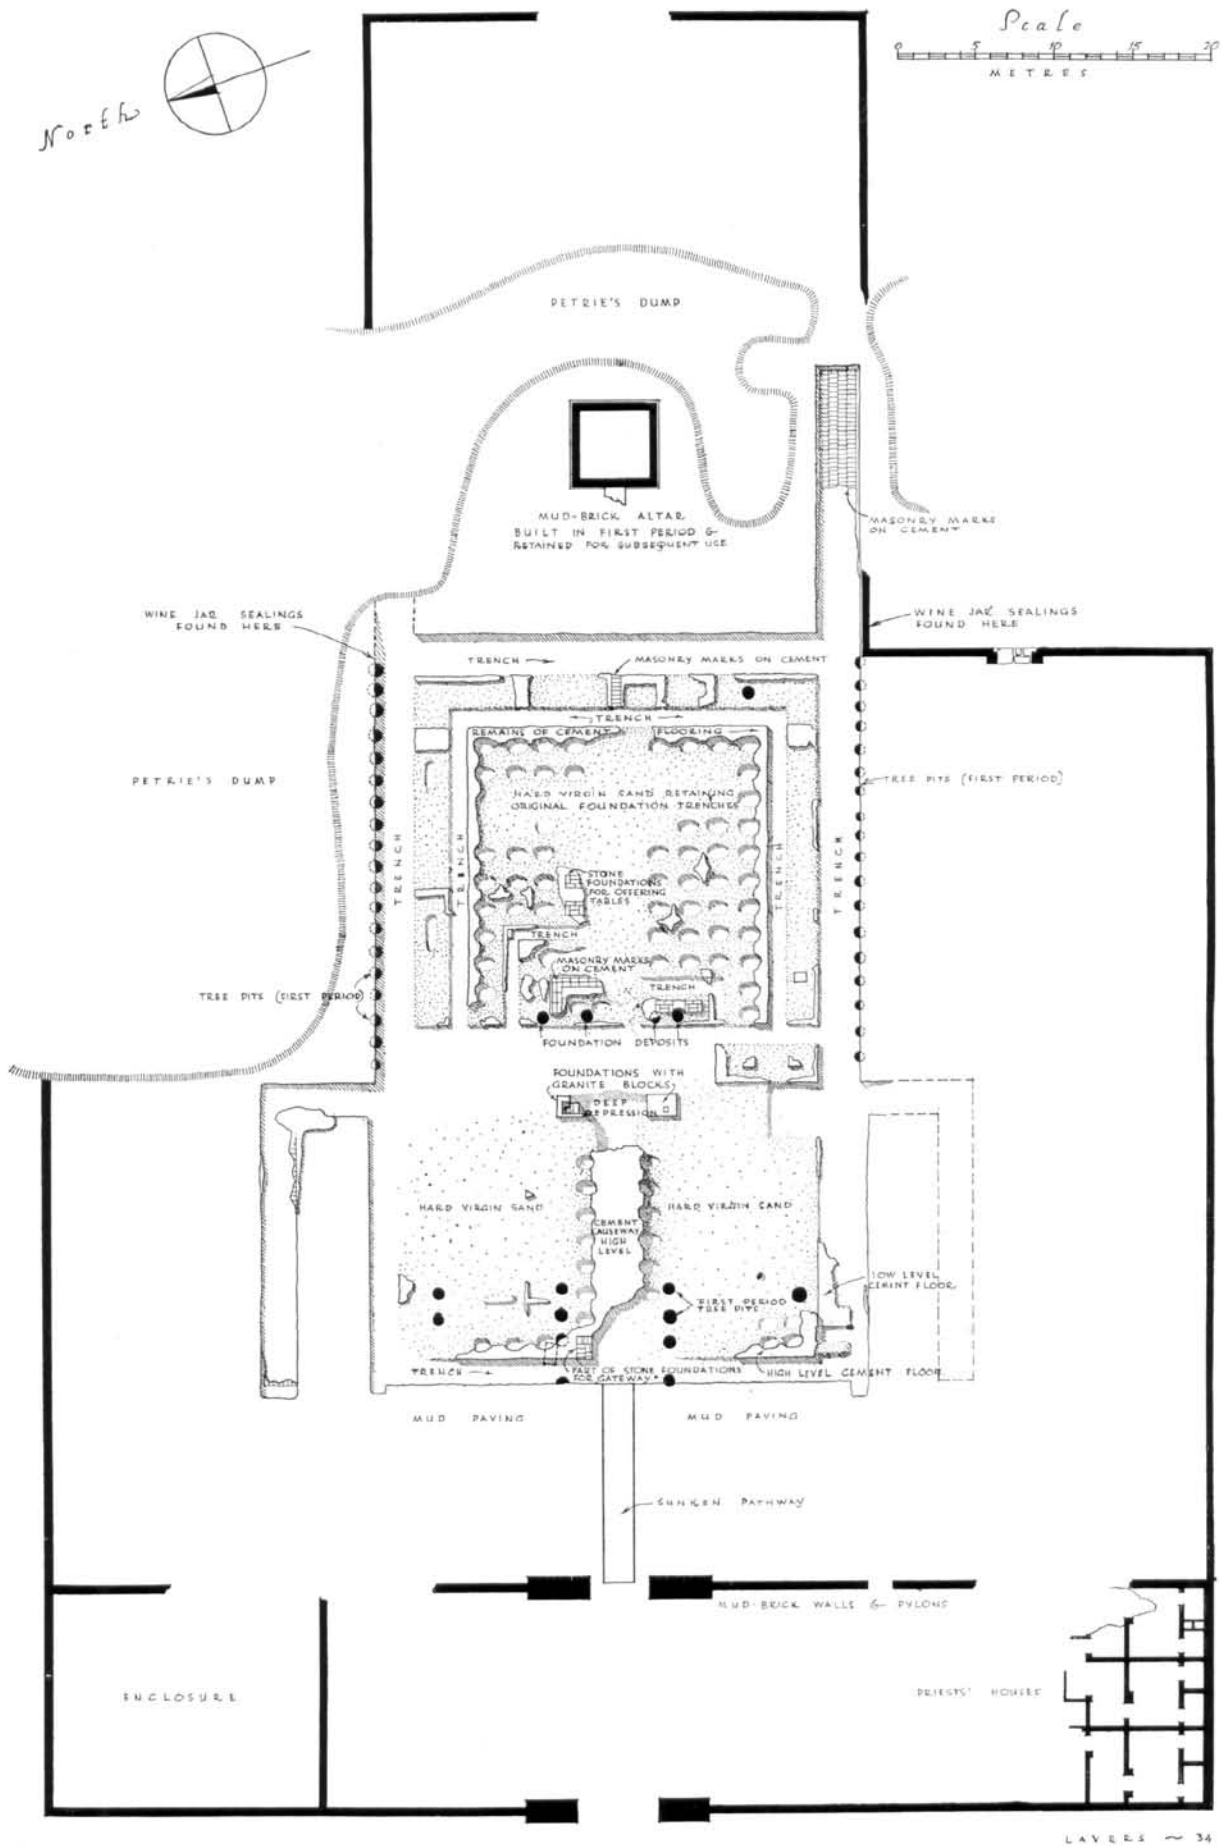 Scale
0 5 10 15 20
METRES
North
PETRIE'S DUMP
MUD-BRICK ALTAR
BUILT IN FIRST PERIOD &
RETAINED FOR SUBSEQUENT USE
MASONRY MARKS
ON CEMENT
WINE JAR SEALINGS
FOUND HERE
WINE JAR SEALINGS
FOUND HERE
TRENCH
MASONRY MARKS ON CEMENT
TRENCH
REMAINS OF CEMENT FLOORING
PETRIE'S DUMP
TREE PITS (FIRST PERIOD)
HARD VIRGIN SAND RETAINING
ORIGINAL FOUNDATION TRENCHES
TRENCH
TRENCH
TRENCH
TRENCH
STONE
FOUNDATIONS
FOR OFFERING
TABLES
TRENCH
MASONRY MARKS
ON CEMENT
TRENCH
TREE PITS (FIRST PERIOD)
FOUNDATION DEPOSITS
FOUNDATIONS WITH
GRANITE BLOCKS
DEEP
DEPRESSION
HARD VIRGIN SAND
HARD VIRGIN SAND
CEMENT
CAUSEWAY
HIGH
LEVEL
LOW LEVEL
CEMENT FLOOR
FIRST PERIOD
TREE PITS
TRENCH
PART OF STONE FOUNDATIONS
FOR GATEWAY
HIGH LEVEL CEMENT FLOOR
MUD PAVING
MUD PAVING
SUNKEN PATHWAY
MUD-BRICK WALLS & PYLONS
ENCLOSURE
PRIESTS' HOUSES
LAVERS ~ 34